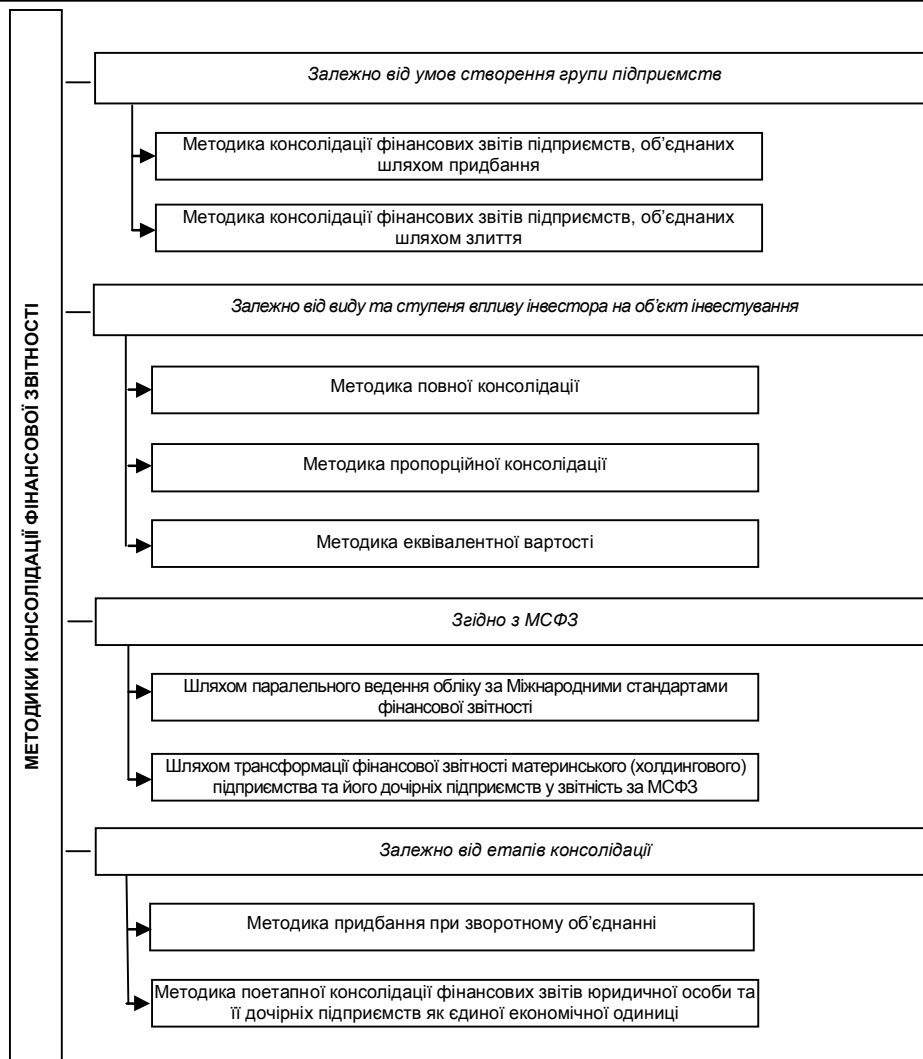 МЕТОДИКИ КОНСОЛІДАЦІЇ ФІНАНСОВОЇ ЗВІТНОСТІ
Залежно від умов створення групи підприємств
Методика консолідації фінансових звітів підприємств, об’єднаних
шляхом придбання
Методика консолідації фінансових звітів підприємств, об’єднаних
шляхом злиття
Залежно від виду та ступеня впливу інвестора на об’єкт інвестування
Методика повної консолідації
Методика пропорційної консолідації
Методика еквівалентної вартості
Згідно з МСФЗ
Шляхом паралельного ведення обліку за Міжнародними стандартами
фінансової звітності
Шляхом трансформації фінансової звітності материнського (холдингового)
підприємства та його дочірніх підприємств у звітність за МСФЗ
Залежно від етапів консолідації
Методика придбання при зворотному об’єднанні
Методика поетапної консолідації фінансових звітів юридичної особи та
її дочірніх підприємств як єдиної економічної одиниці